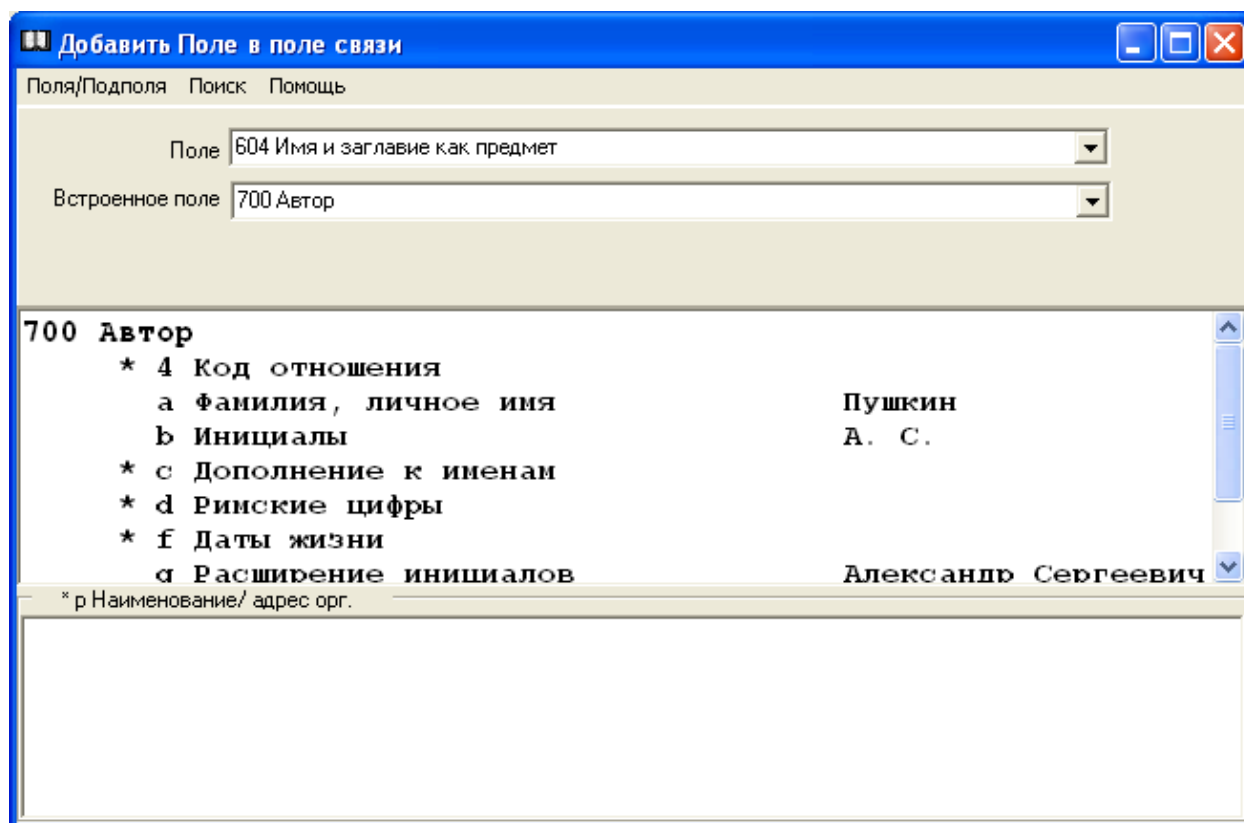 Добавить Поле в поле связи
Поля/Подполя Поиск Помощь
Поле 604 Имя и заглавие как предмет
Встроенное поле 700 Автор
700 Автор
* 4 Код отношения
a Фамилия, личное имя Пушкин
b Инициалы А. С.
* c Дополнение к именам
* d Римские цифры
* f Даты жизни
g Расширение инициалов Александр Сергеевич
* p Наименование/ адрес орг.